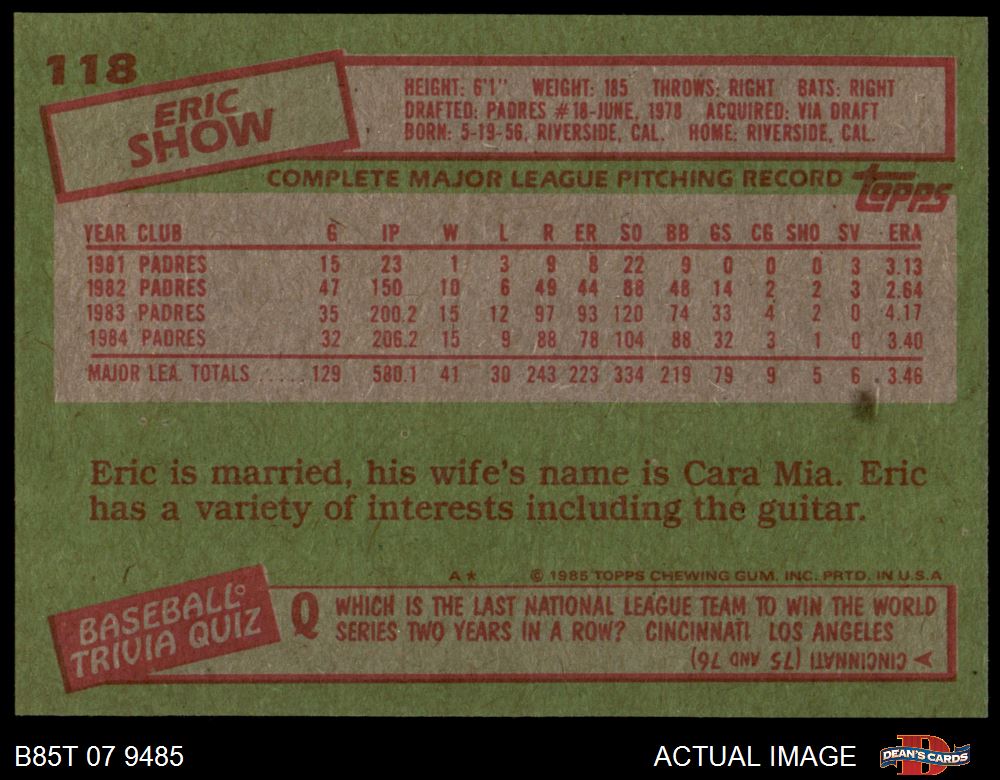 118
ERIC
SHOW
HEIGHT: 6'1" WEIGHT: 185 THROWS: RIGHT BATS: RIGHT
DRAFTED: PADRES #18-JUNE, 1978 ACQUIRED: VIA DRAFT
BORN: 5-19-56, RIVERSIDE, CAL. HOME: RIVERSIDE, CAL.
COMPLETE MAJOR LEAGUE PITCHING RECORD topps
YEAR CLUB G IP W L R ER SO BB GS CG SHO SV ERA
1981 PADRES 15 23 1 3 9 8 22 9 0 0 0 3 3.13
1982 PADRES 47 150 10 6 49 44 88 48 14 2 2 3 2.64
1983 PADRES 35 200.2 15 12 97 93 120 74 33 4 2 0 4.17
1984 PADRES 32 206.2 15 9 88 78 104 88 32 3 1 0 3.40
MAJOR LEA. TOTALS ...... 129 580.1 41 30 243 223 334 219 79 9 5 6 3.46
Eric is married, his wife's name is Cara Mia. Eric
has a variety of interests including the guitar.
A* © 1985 TOPPS CHEWING GUM, INC. PRTD. IN U.S.A
BASEBALL
TRIVIA QUIZ
Q WHICH IS THE LAST NATIONAL LEAGUE TEAM TO WIN THE WORLD
SERIES TWO YEARS IN A ROW? CINCINNATI LOS ANGELES
A CINCINNATI (75 AND 76)
B85T 07 9485 ACTUAL IMAGE DEAN'S CARDS